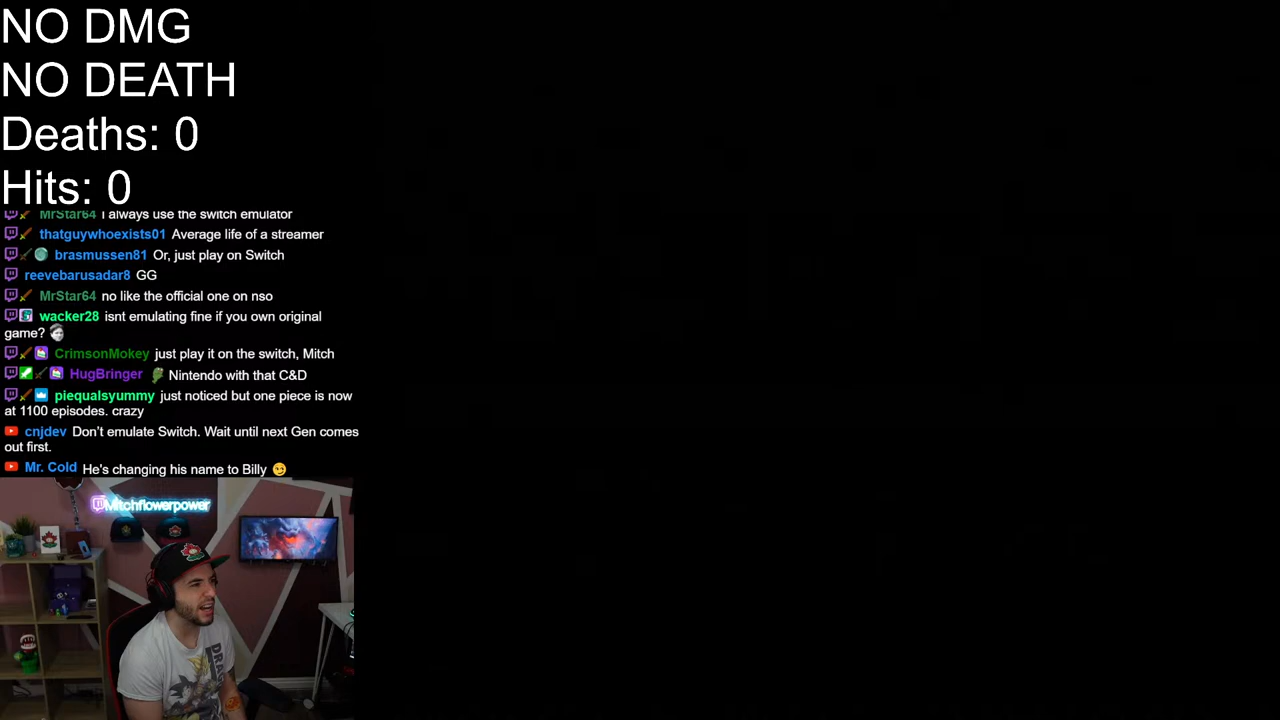 NO DMG
NO DEATH
Deaths: 0
Hits: 0
MrStar64 I always use the switch emulator
thatguywhoexists01 Average life of a streamer
brasmussen81 Or, just play on Switch
reevebarusadar8 GG
MrStar64 no like the official one on nso
wacker28 isnt emulating fine if you own original
game?
CrimsonMokey just play it on the switch, Mitch
HugBringer Nintendo with that C&D
piequalsyummy just noticed but one piece is now
at 1100 episodes. crazy
cnjdev Don't emulate Switch. Wait until next Gen comes
out first.
Mr. Cold He's changing his name to Billy
Mitchflowerpower